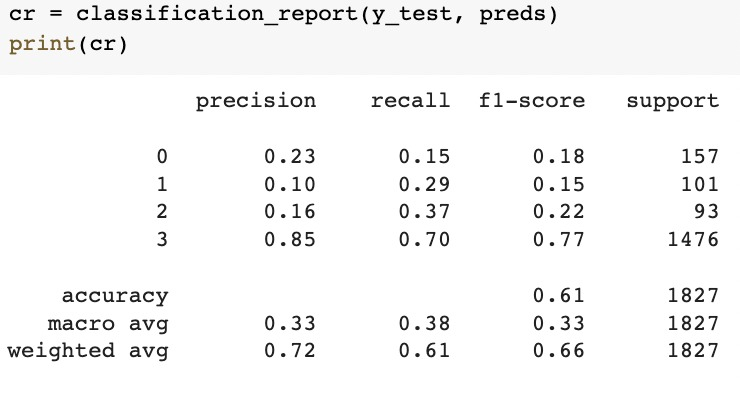 cr = classification_report(y_test, preds)
print(cr)
precision recall f1-score support
0 0.23 0.15 0.18 157
1 0.10 0.29 0.15 101
2 0.16 0.37 0.22 93
3 0.85 0.70 0.77 1476
accuracy 0.61 1827
macro avg 0.33 0.38 0.33 1827
weighted avg 0.72 0.61 0.66 1827